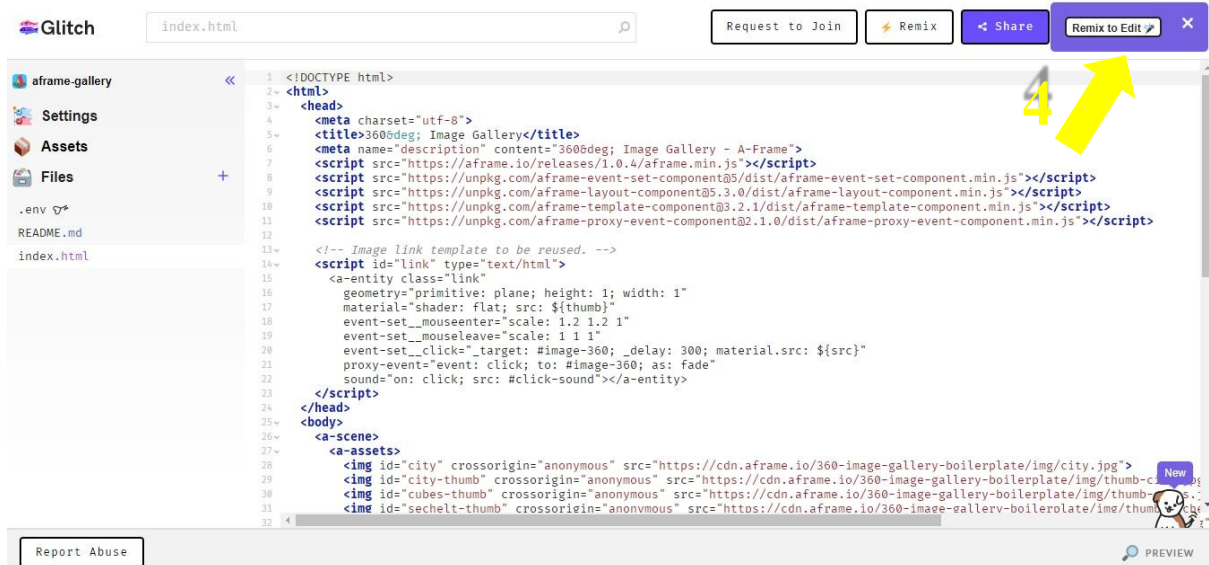 Glitch
index.html
Request to Join
Remix
Share
Remix to Edit
×
4
aframe-gallery
«
Settings
Assets
Files +
.env
README.md
index.html
1 <!DOCTYPE html>
2 <html>
3 <head>
4 <meta charset="utf-8">
5 <title>360&deg; Image Gallery</title>
6 <meta name="description" content="360&deg; Image Gallery - A-Frame">
7 <script src="https://aframe.io/releases/1.0.4/aframe.min.js"></script>
8 <script src="https://unpkg.com/aframe-event-set-component@5/dist/aframe-event-set-component.min.js"></script>
9 <script src="https://unpkg.com/aframe-layout-component@5.3.0/dist/aframe-layout-component.min.js"></script>
10 <script src="https://unpkg.com/aframe-template-component@3.2.1/dist/aframe-template-component.min.js"></script>
11 <script src="https://unpkg.com/aframe-proxy-event-component@2.1.0/dist/aframe-proxy-event-component.min.js"></script>
12
13 <!-- Image link template to be reused. -->
14 <script id="link" type="text/html">
15 <a-entity class="link"
16 geometry="primitive: plane; height: 1; width: 1"
17 material="shader: flat; src: ${thumb}"
18 event-set__mouseenter="scale: 1.2 1.2 1"
19 event-set__mouseleave="scale: 1 1 1"
20 event-set__click="_target: #image-360; _delay: 300; material.src: ${src}"
21 proxy-event="event: click; to: #image-360; as: fade"
22 sound="on: click; src: #click-sound"></a-entity>
23 </script>
24 </head>
25 <body>
26 <a-scene>
27 <a-assets>
28 <img id="city" crossorigin="anonymous" src="https://cdn.aframe.io/360-image-gallery-boilerplate/img/city.jpg">
29 <img id="city-thumb" crossorigin="anonymous" src="https://cdn.aframe.io/360-image-gallery-boilerplate/img/thumb-c
30 <img id="cubes-thumb" crossorigin="anonymous" src="https://cdn.aframe.io/360-image-gallery-boilerplate/img/thumb-
31 <img id="sechelt-thumb" crossorigin="anonymous" src="https://cdn.aframe.io/360-image-gallery-boilerplate/img/thumb
32
New
Report Abuse
PREVIEW